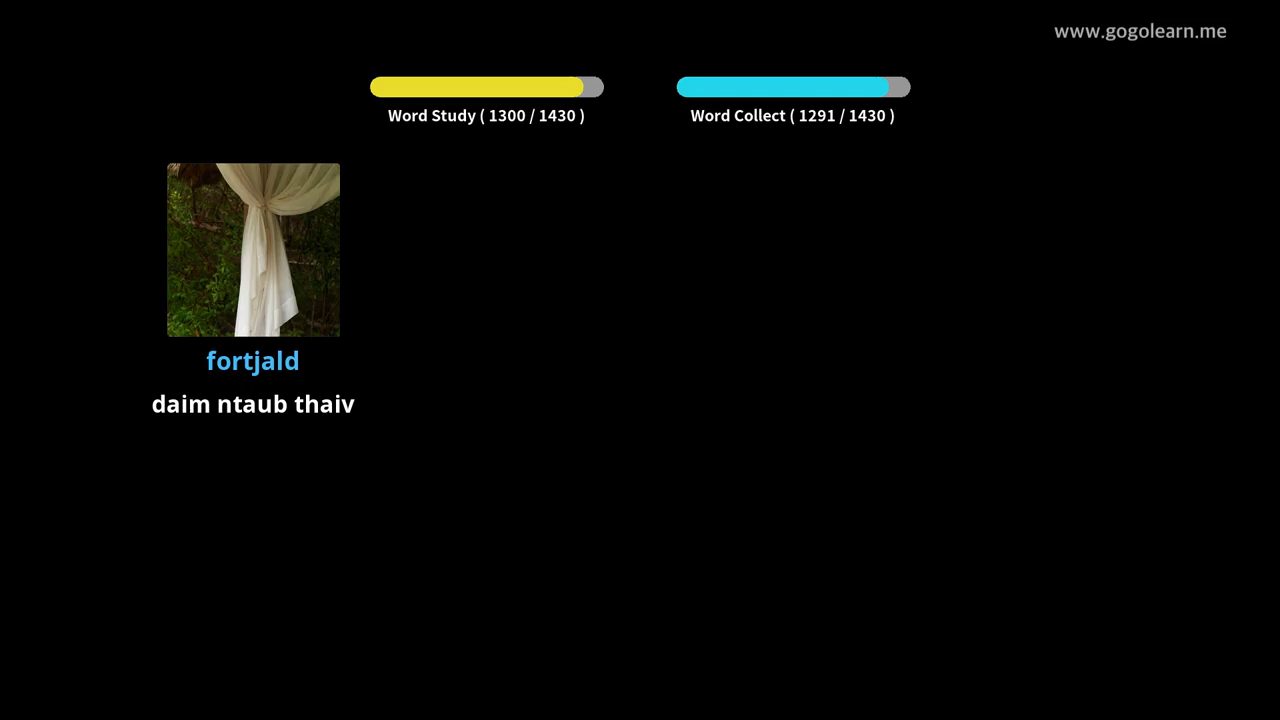 www.gogolearn.me
Word Study ( 1300 / 1430 )
Word Collect ( 1291 / 1430 )
fortjald
daim ntaub thaiv